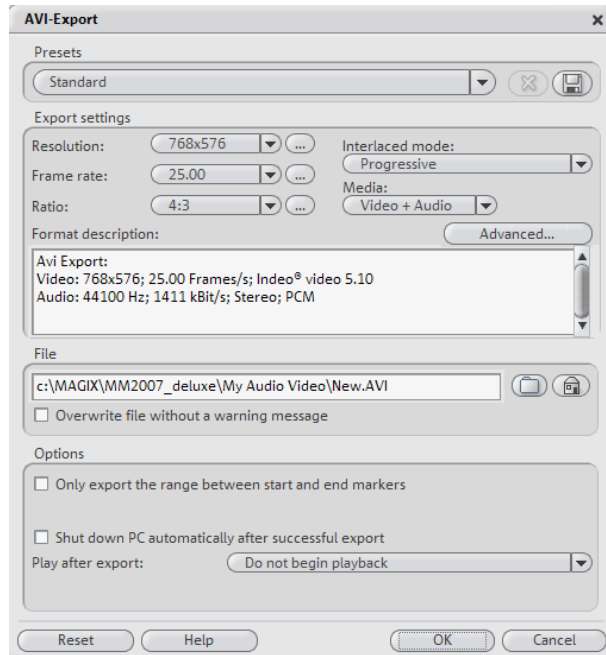 AVI-Export
Presets
Standard
Export settings
Resolution: 768x576 ...
Interlaced mode:
Progressive
Frame rate: 25.00 ...
Media:
Ratio: 4:3 ...
Video + Audio
Format description:
Advanced...
Avi Export:
Video: 768x576; 25.00 Frames/s; Indeo® video 5.10
Audio: 44100 Hz; 1411 kBit/s; Stereo; PCM
File
c:\MAGIX\MM2007_deluxe\My Audio Video\New.AVI
Overwrite file without a warning message
Options
Only export the range between start and end markers
Shut down PC automatically after successful export
Play after export: Do not begin playback
Reset Help OK Cancel